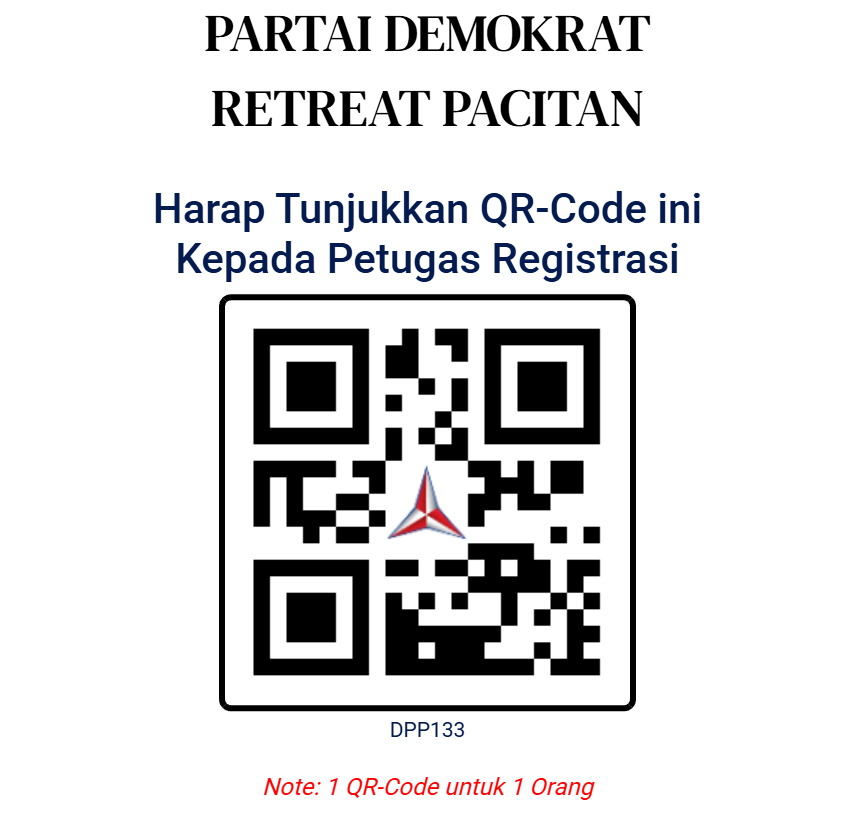 PARTAI DEMOKRAT
RETREAT PACITAN
Harap Tunjukkan QR-Code ini
Kepada Petugas Registrasi
DPP133
Note: 1 QR-Code untuk 1 Orang